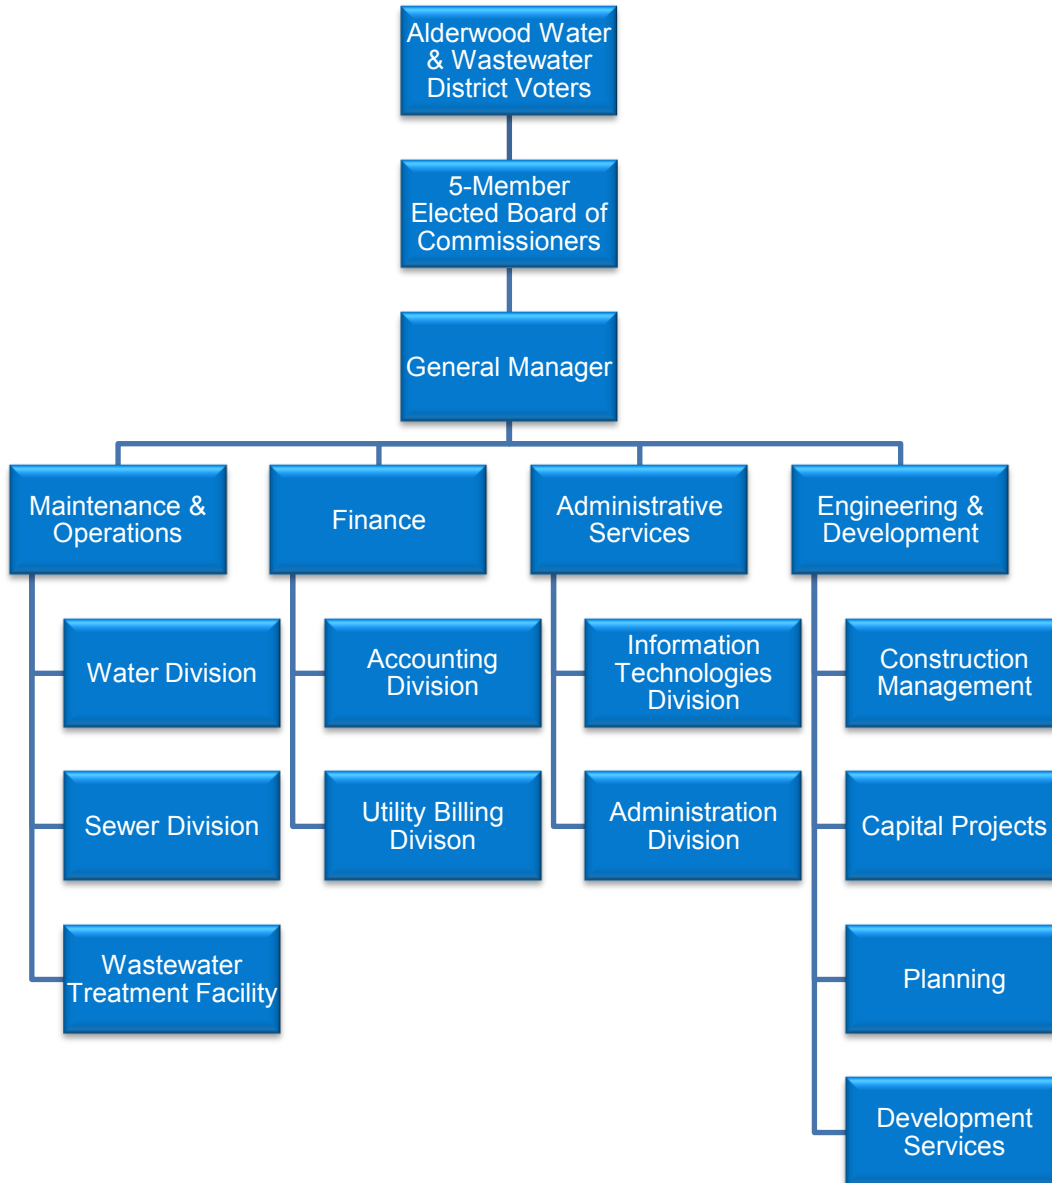 Alderwood Water
& Wastewater
District Voters
5-Member
Elected Board of
Commissioners
General Manager
Maintenance &
Operations
Finance
Administrative
Services
Engineering &
Development
Water Division
Accounting
Division
Information
Technologies
Division
Construction
Management
Sewer Division
Utility Billing
Divison
Administration
Division
Capital Projects
Wastewater
Treatment Facility
Planning
Development
Services